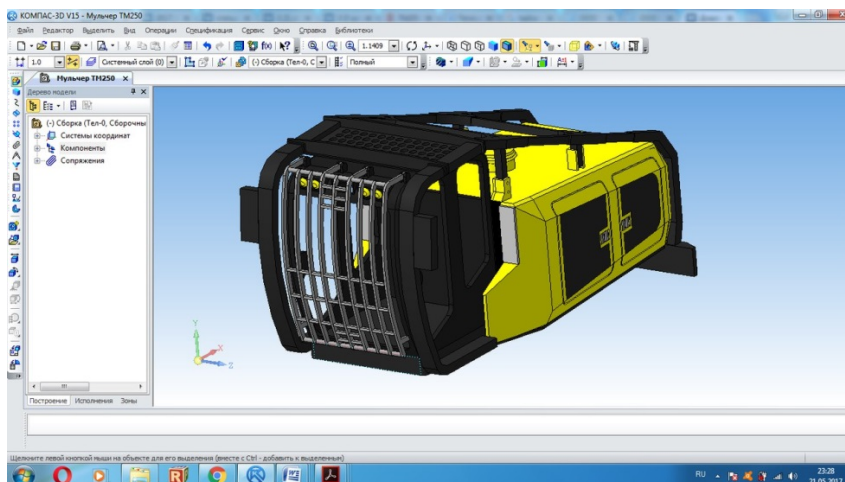 КОМПАС-3D V15 - Мульчер ТМ250
Файл Редактор Выделить Вид Операции Спецификация Сервис Окно Справка Библиотеки
1.1409
1.0 Системный слой (0) (-) Сборка (Тел-0, С Полный
Мульчер ТМ250
Дерево модели
(-) Сборка (Тел-0, Сборочны
Системы координат
Компоненты
Сопряжения
Y
X
Z
Построение Исполнения Зоны
Щелкните левой кнопкой мыши на объекте для его выделения (вместе с Ctrl - добавить к выделенным)
RU 23:28
21.05.2017